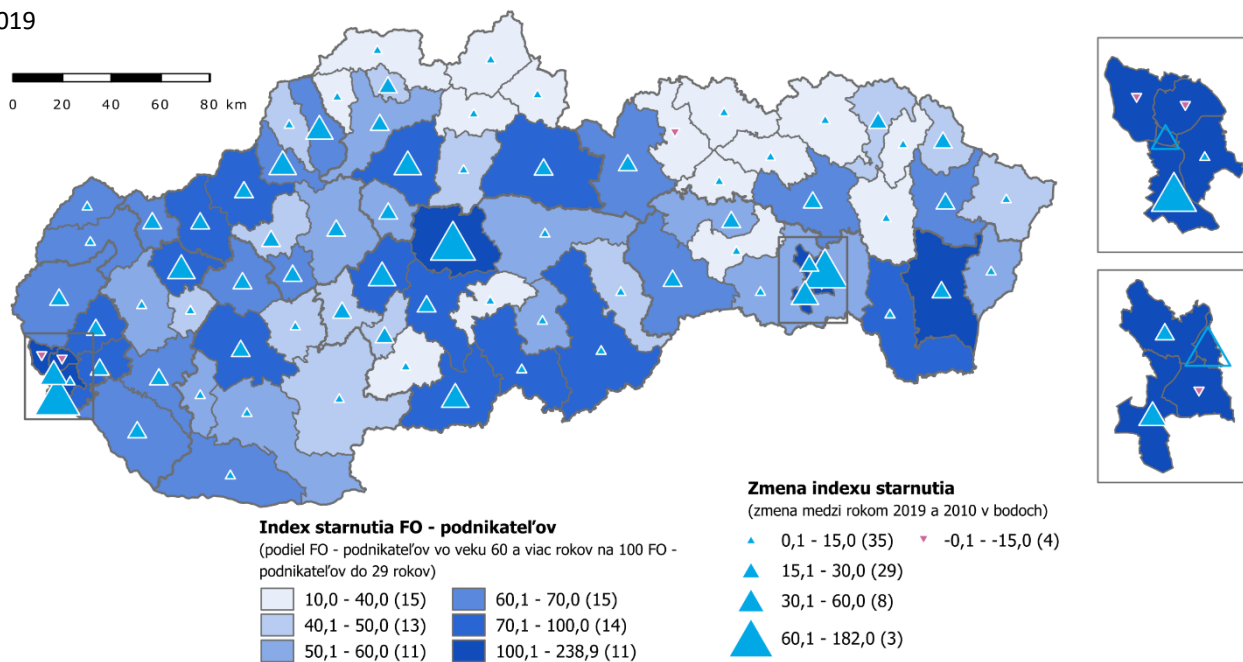 019
0 20 40 60 80 km
Index starnutia FO - podnikateľov
(podiel FO - podnikateľov vo veku 60 a viac rokov na 100 FO -
podnikateľov do 29 rokov)
10,0 - 40,0 (15)
40,1 - 50,0 (13)
50,1 - 60,0 (11)
60,1 - 70,0 (15)
70,1 - 100,0 (14)
100,1 - 238,9 (11)
Zmena indexu starnutia
(zmena medzi rokom 2019 a 2010 v bodoch)
0,1 - 15,0 (35)
-0,1 - -15,0 (4)
15,1 - 30,0 (29)
30,1 - 60,0 (8)
60,1 - 182,0 (3)